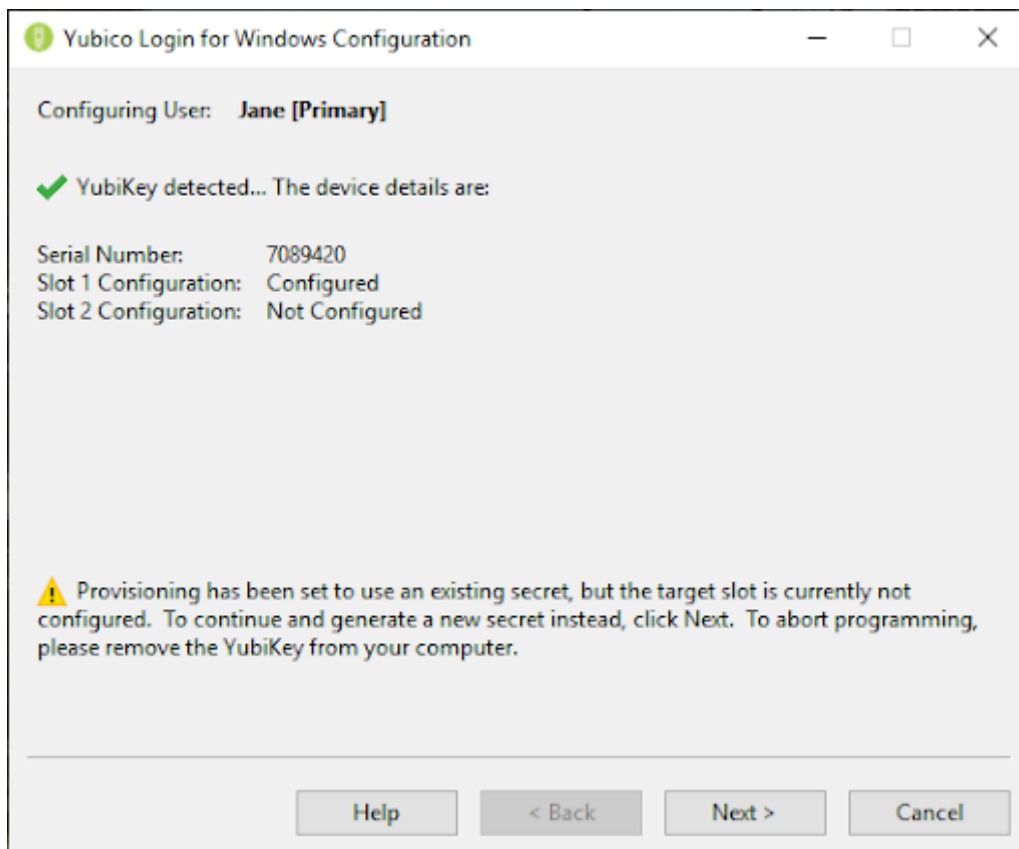 Yubico Login for Windows Configuration
Configuring User: Jane [Primary]
YubiKey detected... The device details are:
Serial Number: 7089420
Slot 1 Configuration: Configured
Slot 2 Configuration: Not Configured
Provisioning has been set to use an existing secret, but the target slot is currently not
configured. To continue and generate a new secret instead, click Next. To abort programming,
please remove the YubiKey from your computer.
Help < Back Next > Cancel